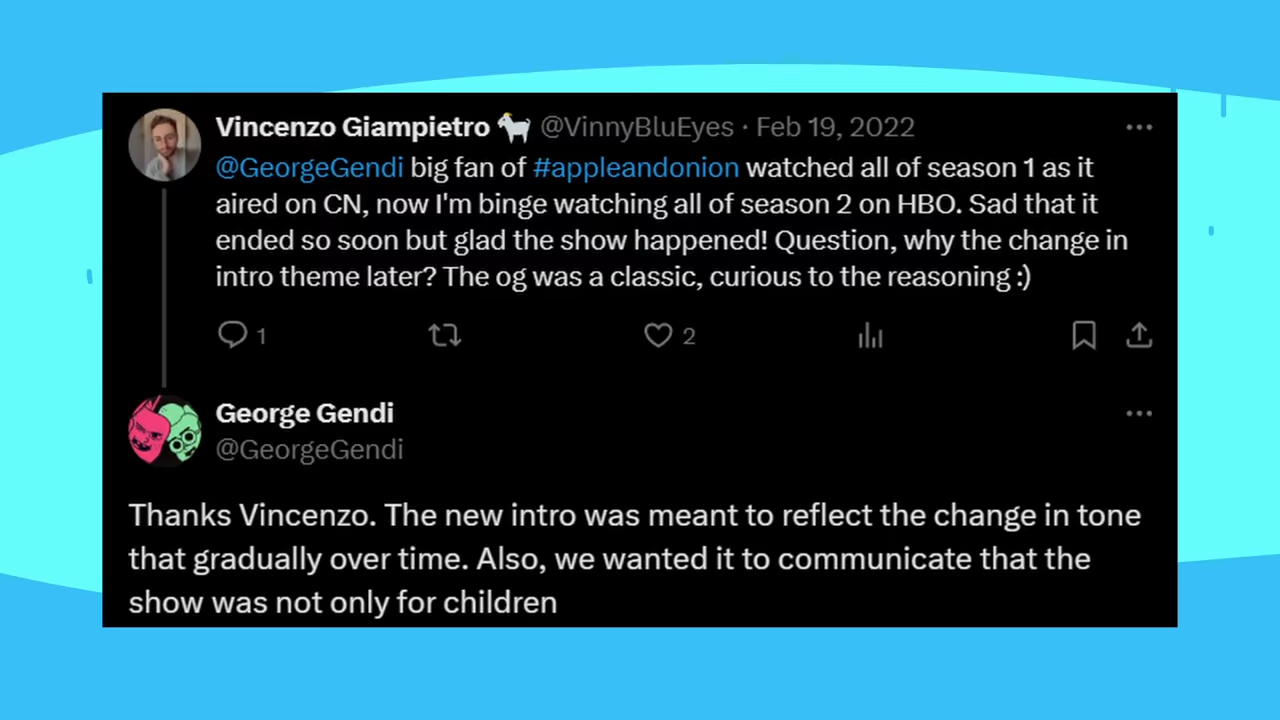 Vincenzo Giampietro 🐐 @VinnyBluEyes · Feb 19, 2022
@GeorgeGendi big fan of #appleandonion watched all of season 1 as it
aired on CN, now I'm binge watching all of season 2 on HBO. Sad that it
ended so soon but glad the show happened! Question, why the change in
intro theme later? The og was a classic, curious to the reasoning :)
1 2
George Gendi
@GeorgeGendi
Thanks Vincenzo. The new intro was meant to reflect the change in tone
that gradually over time. Also, we wanted it to communicate that the
show was not only for children